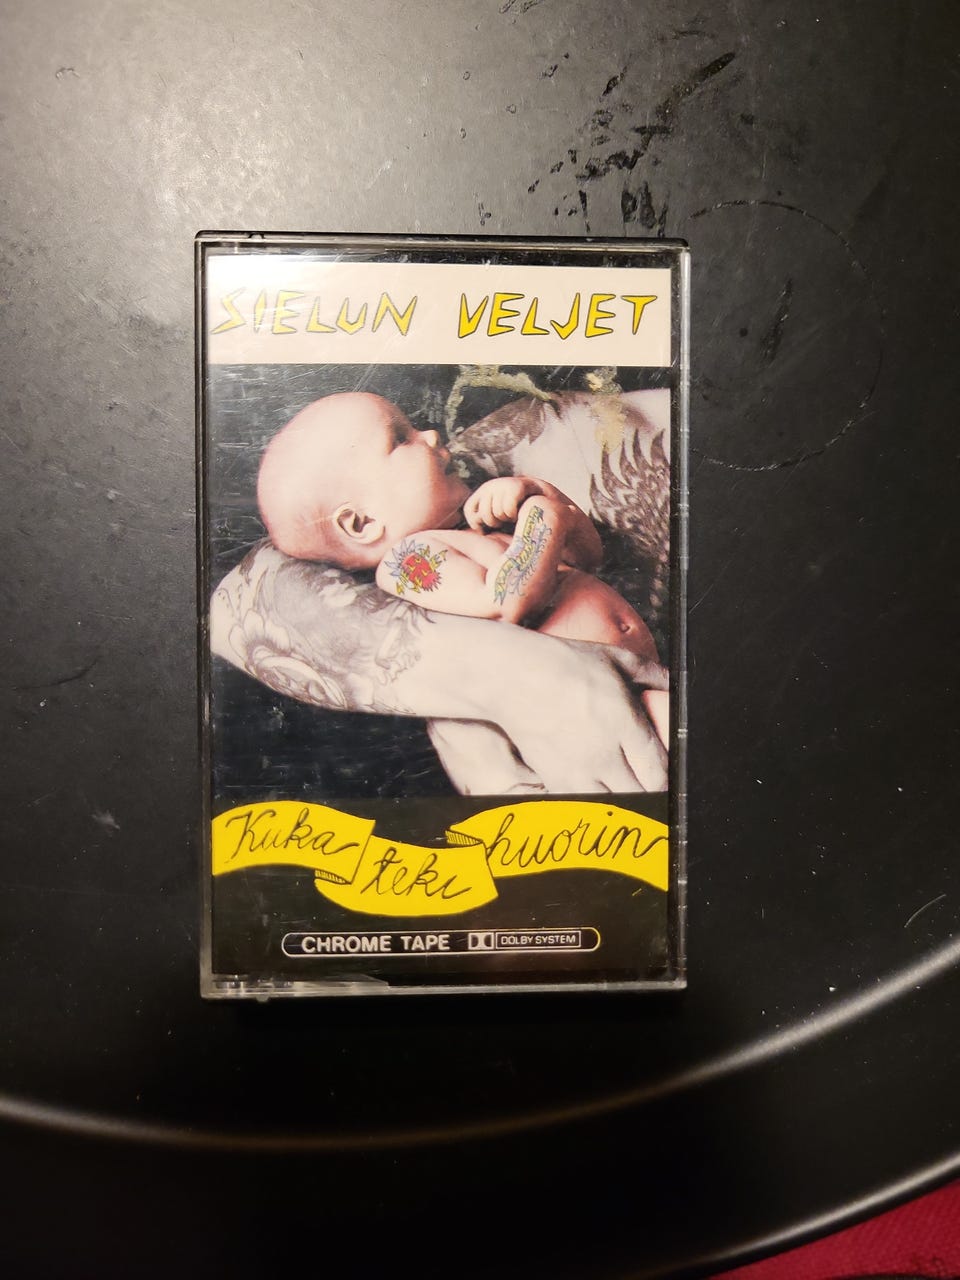 SIELUN VELJET
Kuka teki huorin
CHROME TAPE DOLBY SYSTEM